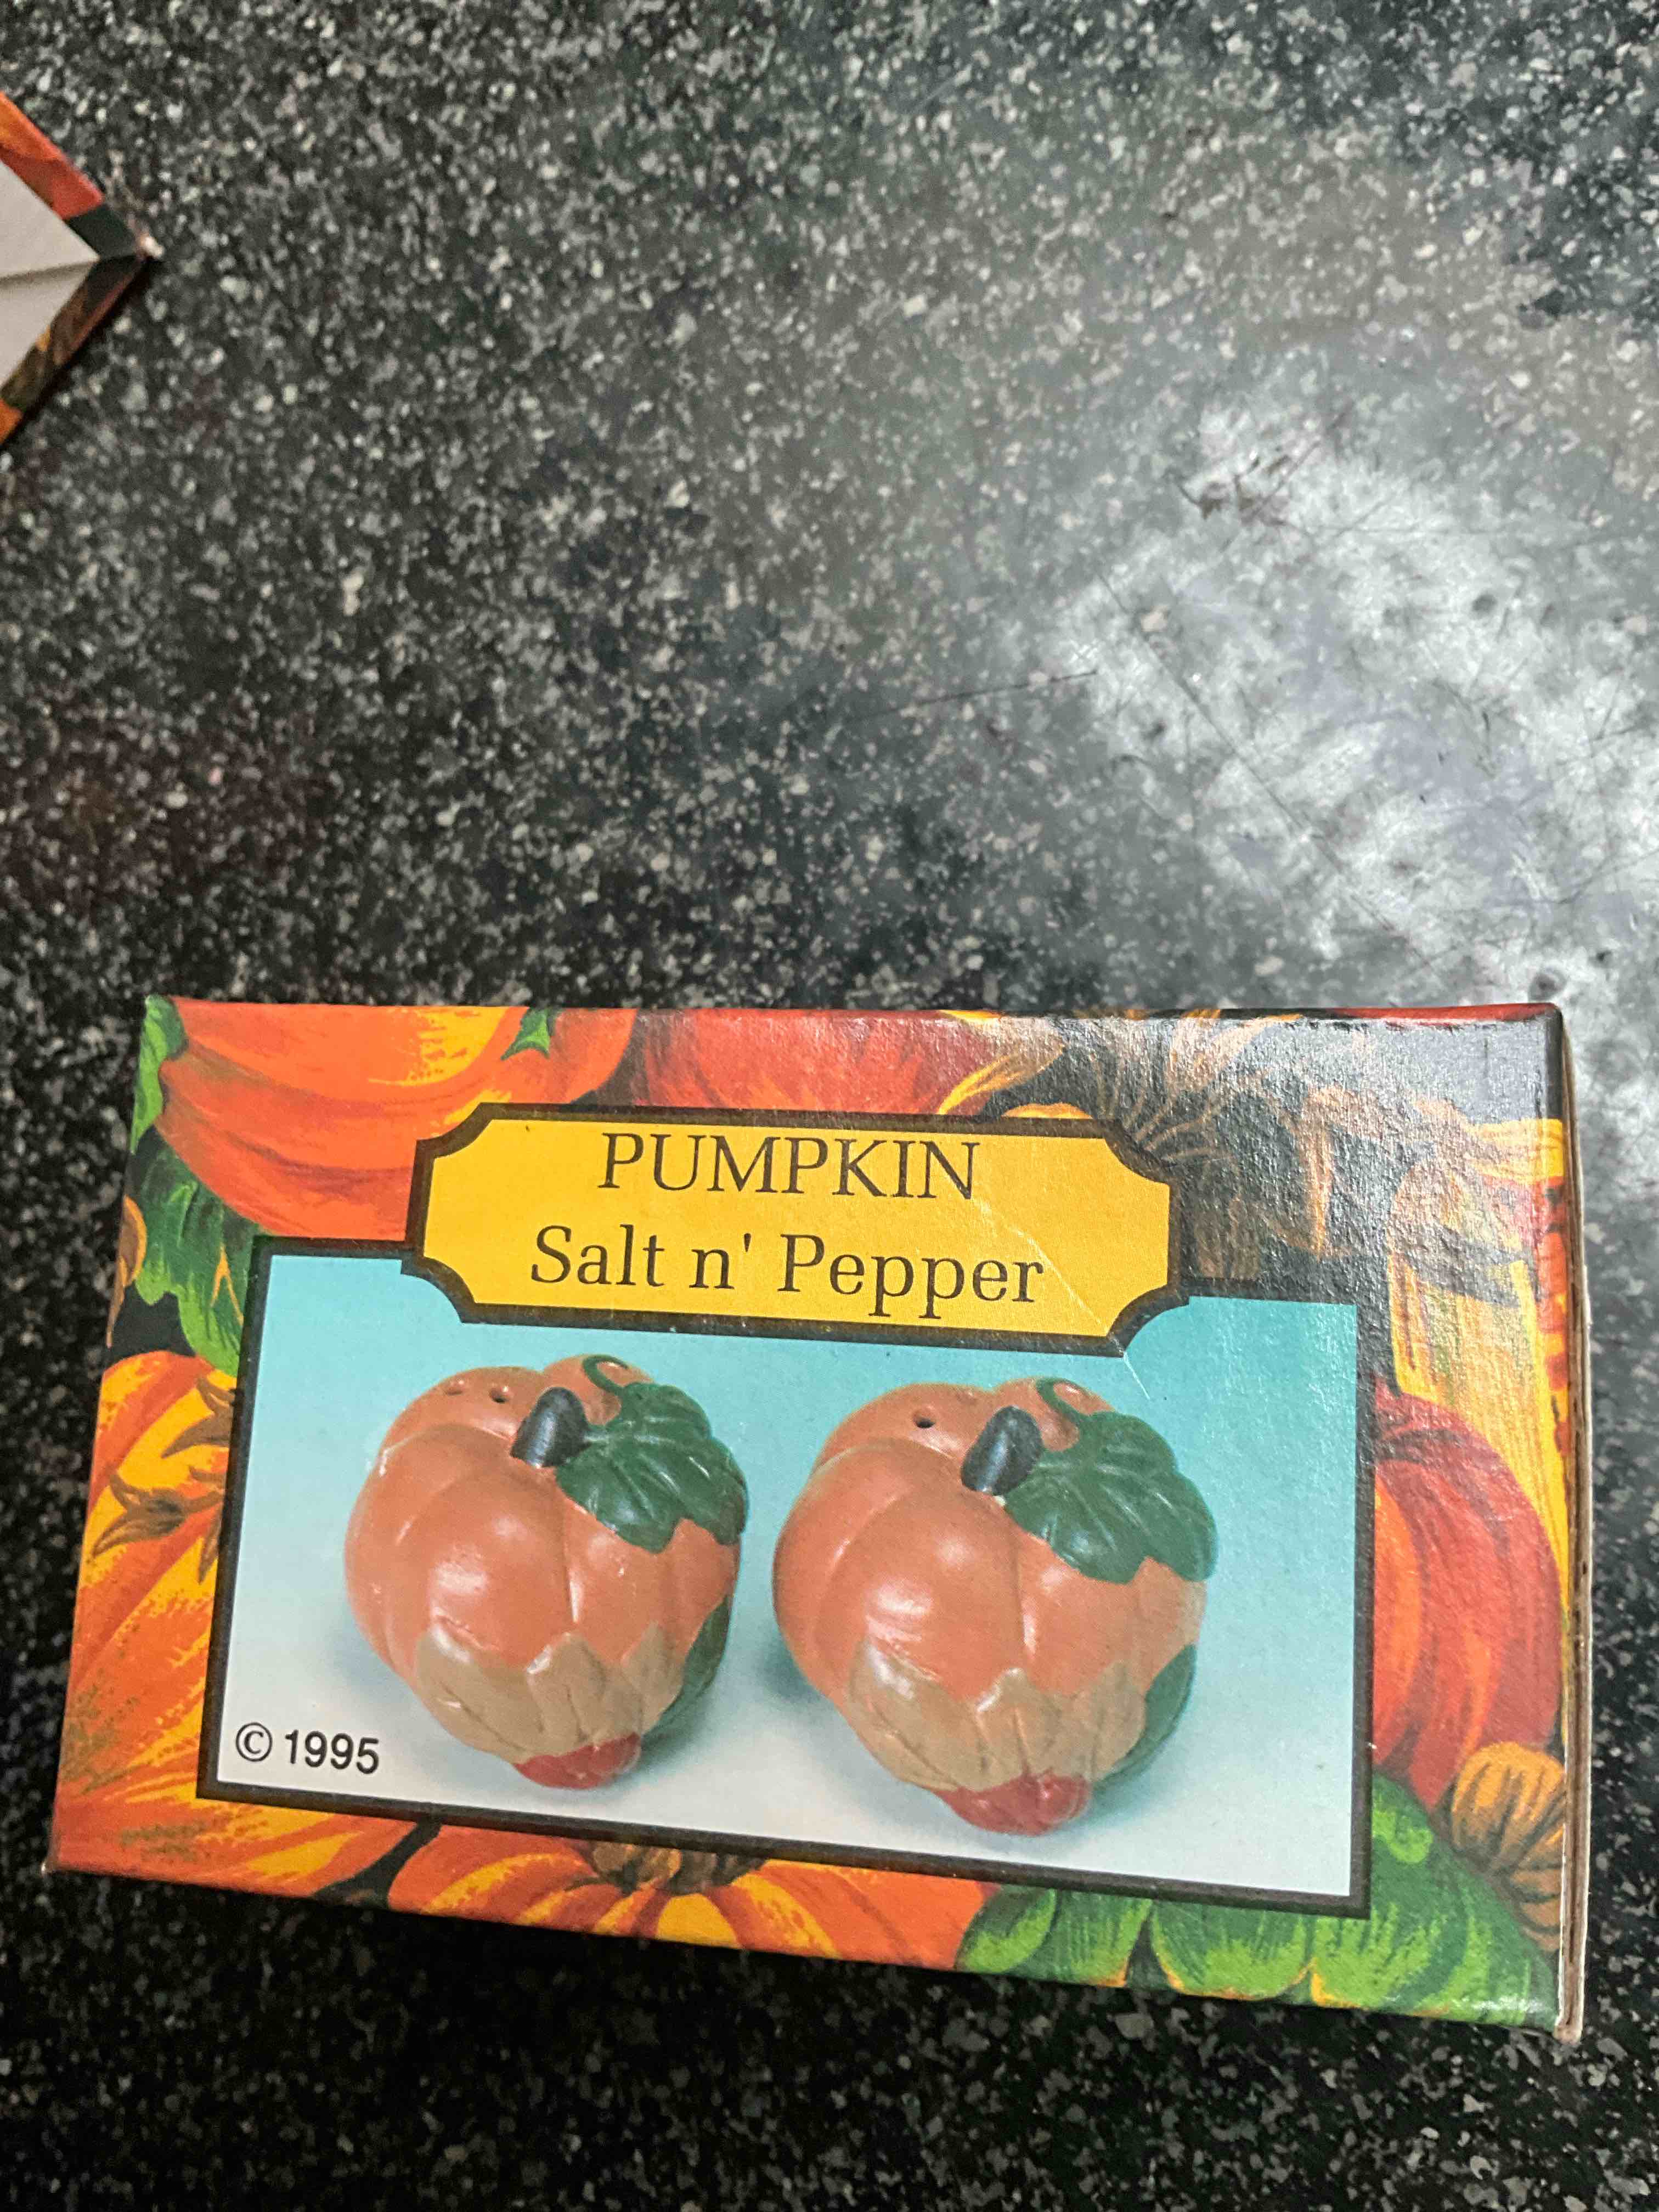 PUMPKIN
Salt n' Pepper
© 1995